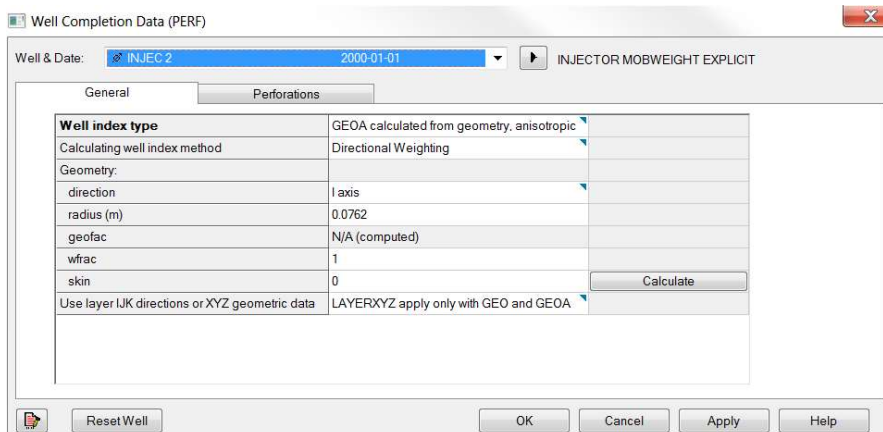 Well Completion Data (PERF)
X
Well & Date: INJEC 2 2000-01-01 INJECTOR MOBWEIGHT EXPLICIT
General Perforations
Well index type GEOA calculated from geometry, anisotropic
Calculating well index method Directional Weighting
Geometry:
direction I axis
radius (m) 0.0762
geofac N/A (computed)
wfrac 1
skin 0 Calculate
Use layer IJK directions or XYZ geometric data LAYERXYZ apply only with GEO and GEOA
Reset Well OK Cancel Apply Help